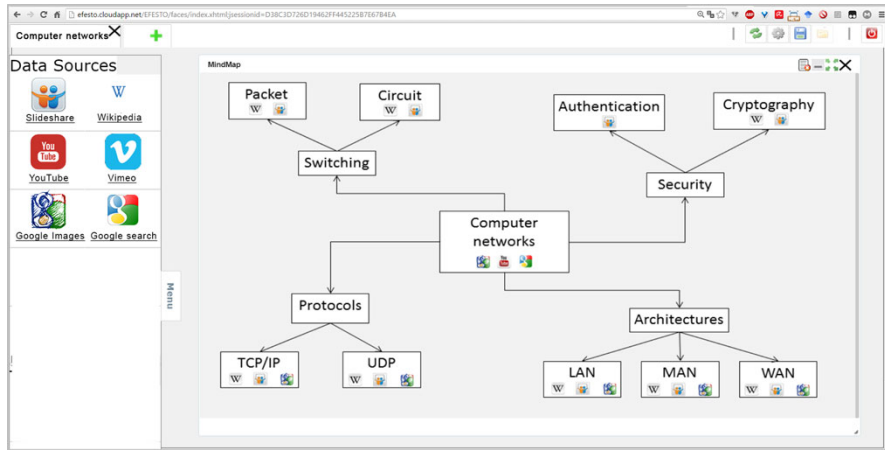 efesto.cloudapp.net/EFESTO/faces/index.xhtml;jsessionid=D38C3D726D19462FF445225B7E67B4EA
Computer networks
Data Sources
Slideshare
Wikipedia
YouTube
Vimeo
Google Images
Google search
Menu
MindMap
Packet
Circuit
Authentication
Cryptography
Switching
Security
Computer
networks
Protocols
Architectures
TCP/IP
UDP
LAN
MAN
WAN